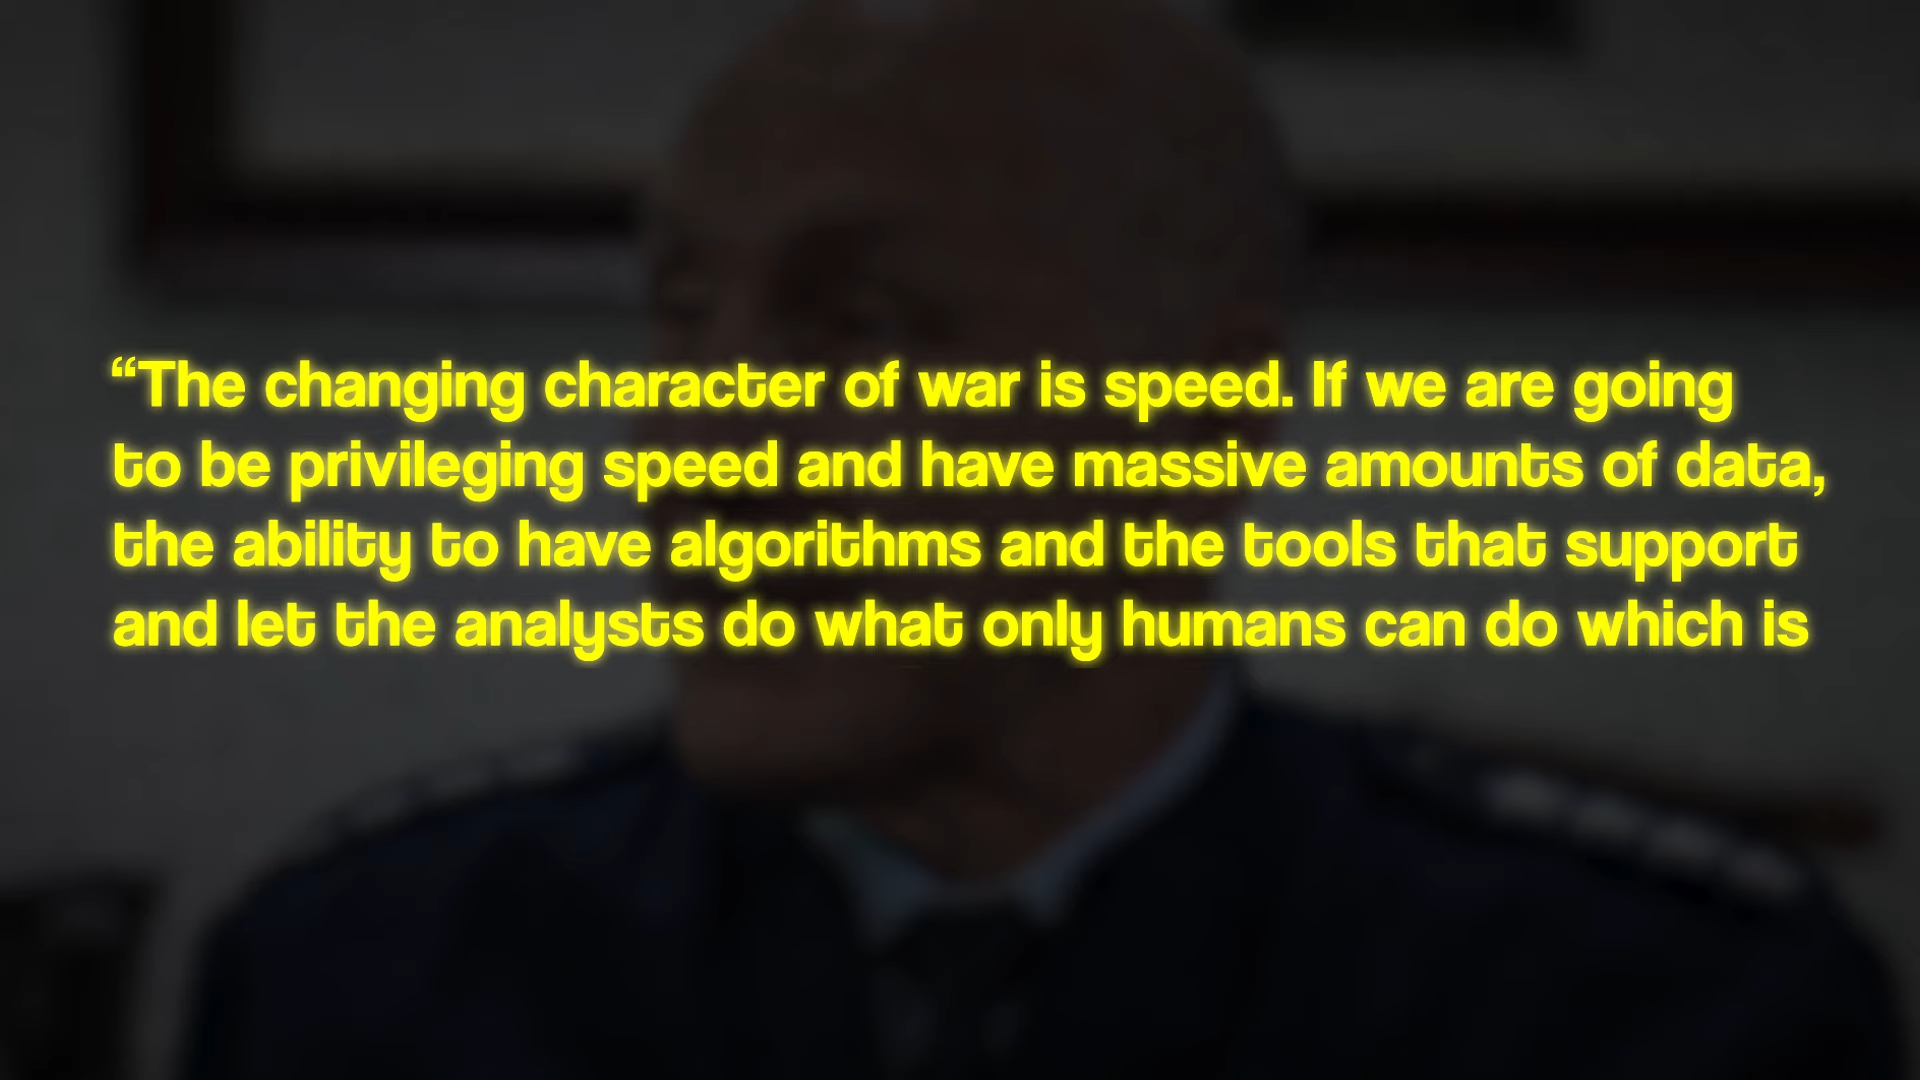 “The changing character of war is speed. If we are going
to be privileging speed and have massive amounts of data,
the ability to have algorithms and the tools that support
and let the analysts do what only humans can do which is